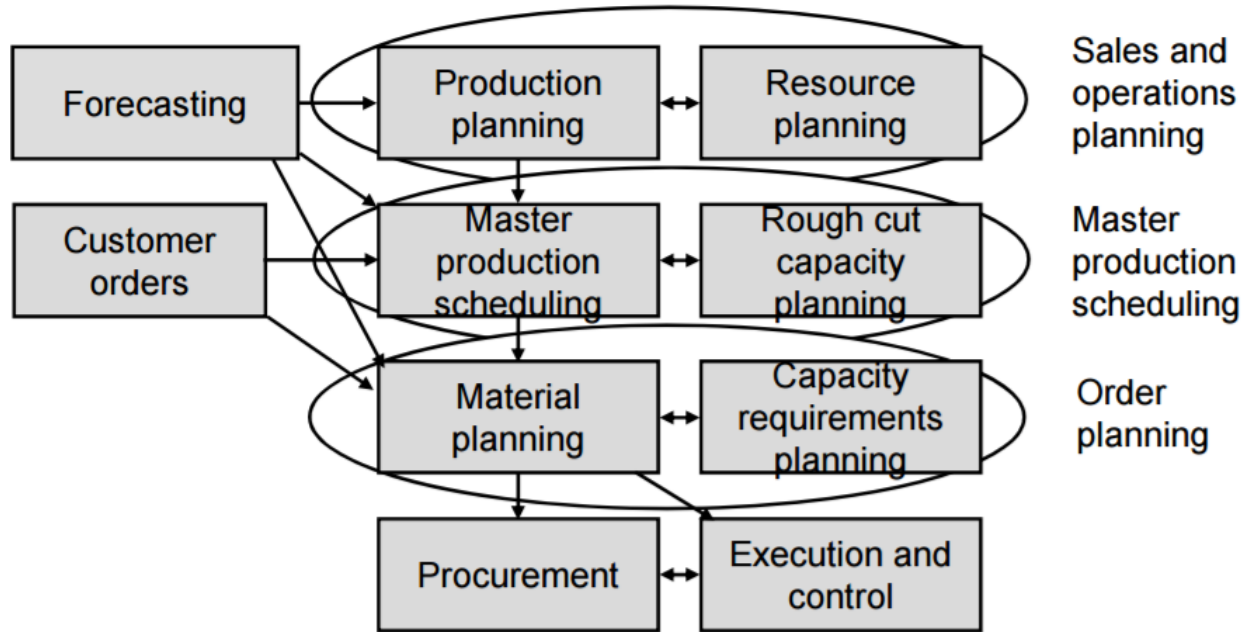 Forecasting
Production
planning
Resource
planning
Sales and
operations
planning
Customer
orders
Master
production
scheduling
Rough cut
capacity
planning
Master
production
scheduling
Material
planning
Capacity
requirements
planning
Order
planning
Procurement
Execution and
control